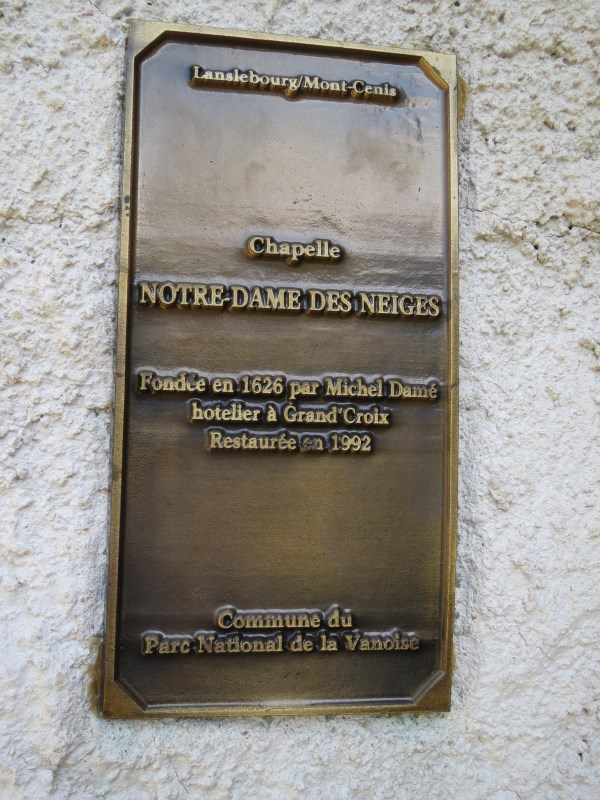 Lanslebourg/Mont-Cenis
Chapelle
NOTRE-DAME DES NEIGES
Fondée en 1626 par Michel Damé
hotelier à Grand'Croix
Restaurée en 1992
Commune du
Parc National de la Vanoise